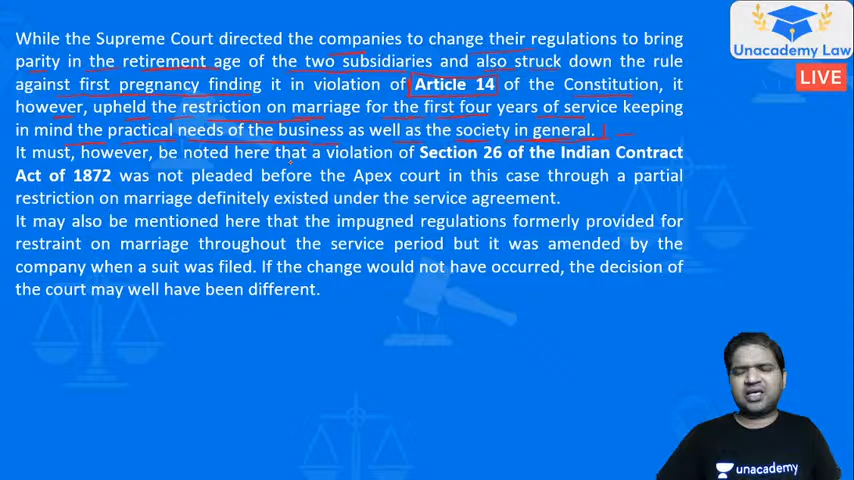 While the Supreme Court directed the companies to change their regulations to bring
parity in the retirement age of the two subsidiaries and also struck down the rule
against first pregnancy finding it in violation of Article 14 of the Constitution, it
however, upheld the restriction on marriage for the first four years of service keeping
in mind the practical needs of the business as well as the society in general.
It must, however, be noted here that a violation of Section 26 of the Indian Contract
Act of 1872 was not pleaded before the Apex court in this case through a partial
restriction on marriage definitely existed under the service agreement.
It may also be mentioned here that the impugned regulations formerly provided for
restraint on marriage throughout the service period but it was amended by the
company when a suit was filed. If the change would not have occurred, the decision of
the court may well have been different.
Unacademy Law
LIVE
unacademy